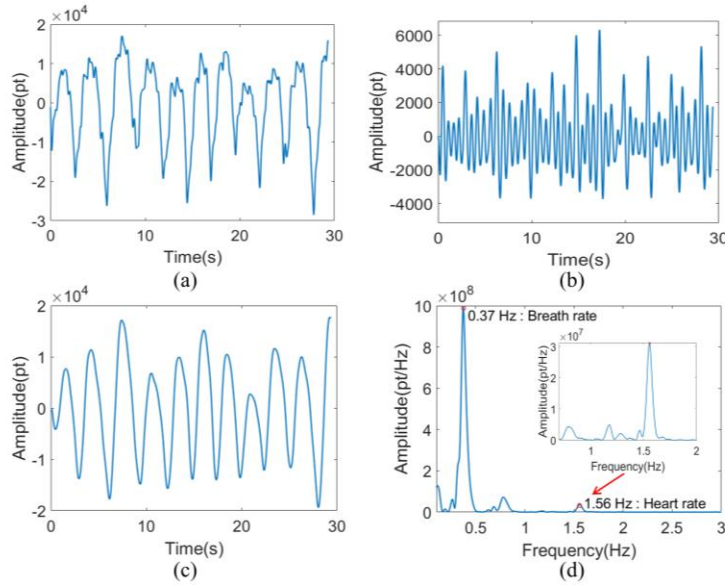 ×10⁴
2
1
0
-1
-2
-3
Amplitude(pt)
0 10 20 30
Time(s)
(a)
6000
4000
2000
0
-2000
-4000
Amplitude(pt)
0 10 20 30
Time(s)
(b)
×10⁴
2
1
0
-1
-2
Amplitude(pt)
0 10 20 30
Time(s)
(c)
×10⁸
10
8
6
4
2
0
Amplitude(pt/Hz)
0.37 Hz : Breath rate
×10⁷
3
2
1
0
Amplitude(pt/Hz)
1 1.5 2
Frequency(Hz)
1.56 Hz : Heart rate
0.5 1 1.5 2 2.5 3
Frequency(Hz)
(d)